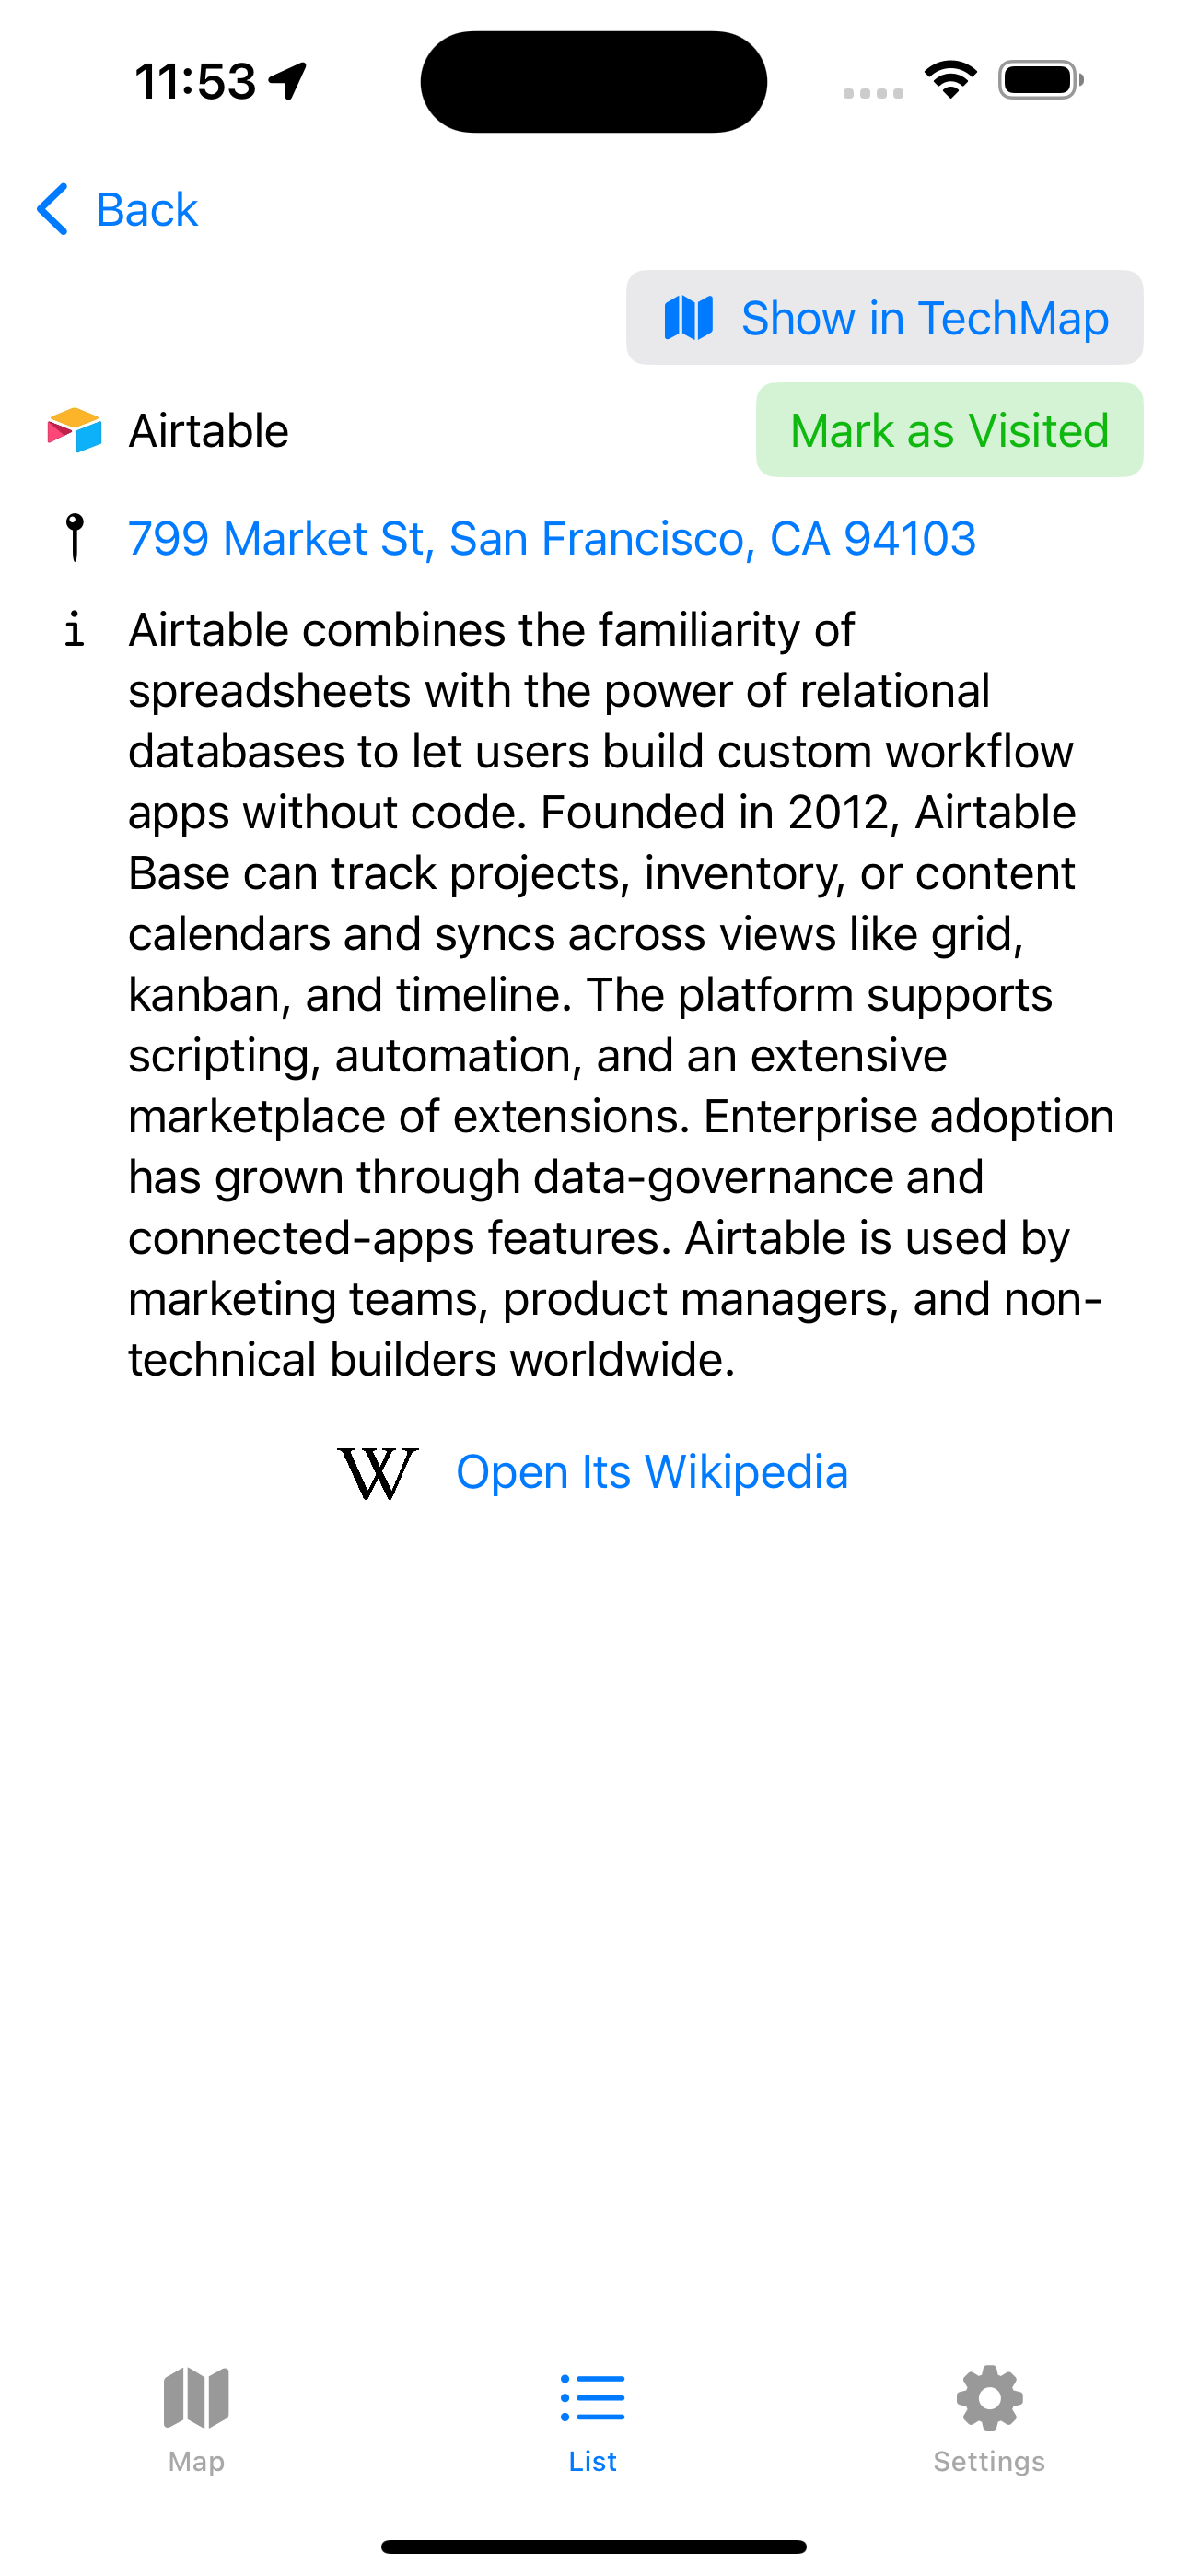 11:53
Back
Show in TechMap
Airtable
Mark as Visited
799 Market St, San Francisco, CA 94103
i
Airtable combines the familiarity of
spreadsheets with the power of relational
databases to let users build custom workflow
apps without code. Founded in 2012, Airtable
Base can track projects, inventory, or content
calendars and syncs across views like grid,
kanban, and timeline. The platform supports
scripting, automation, and an extensive
marketplace of extensions. Enterprise adoption
has grown through data-governance and
connected-apps features. Airtable is used by
marketing teams, product managers, and non-
technical builders worldwide.
W Open Its Wikipedia
Map
List
Settings